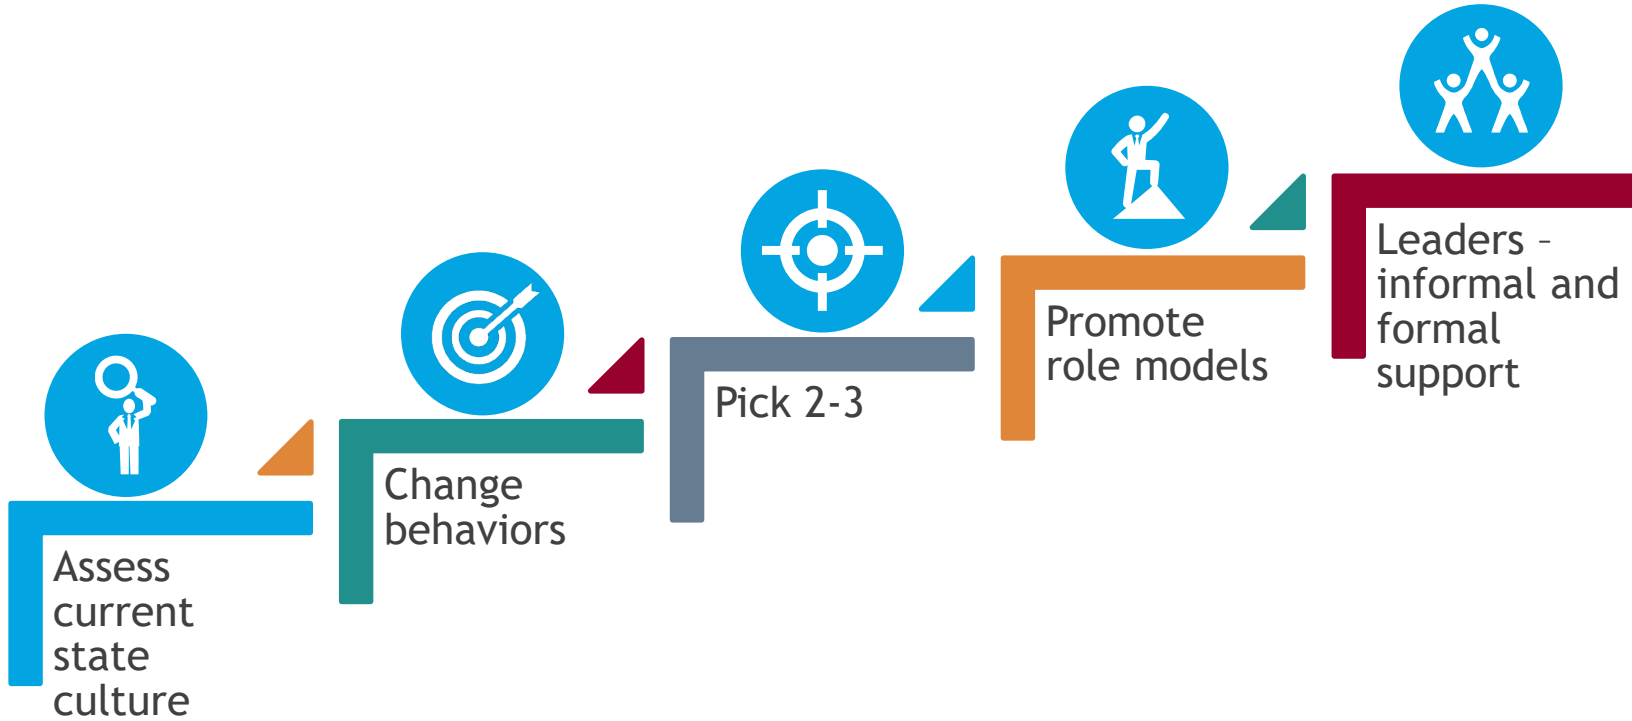 Assess
current
state
culture
Change
behaviors
Pick 2-3
Promote
role models
Leaders –
informal and
formal
support